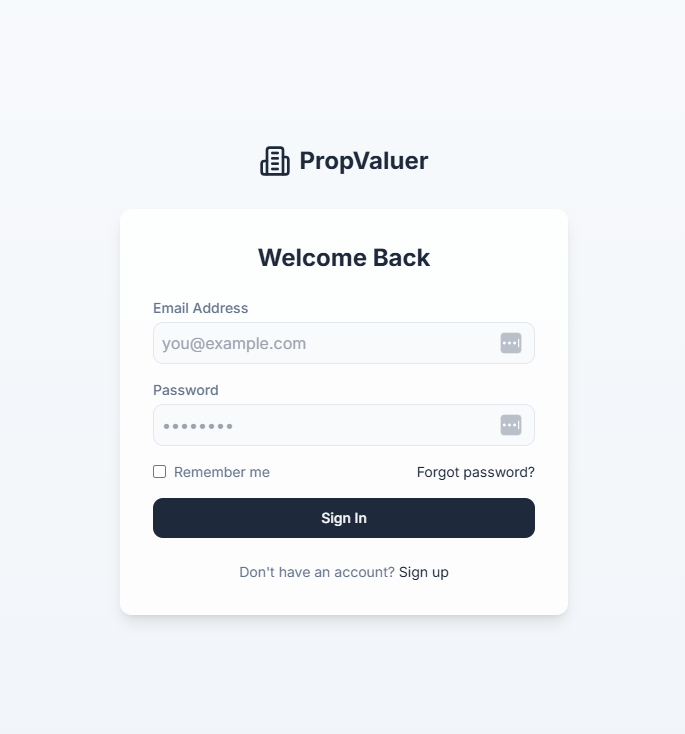 PropValuer
Welcome Back
Email Address
you@example.com
Password
••••••••
Remember me
Forgot password?
Sign In
Don't have an account? Sign up